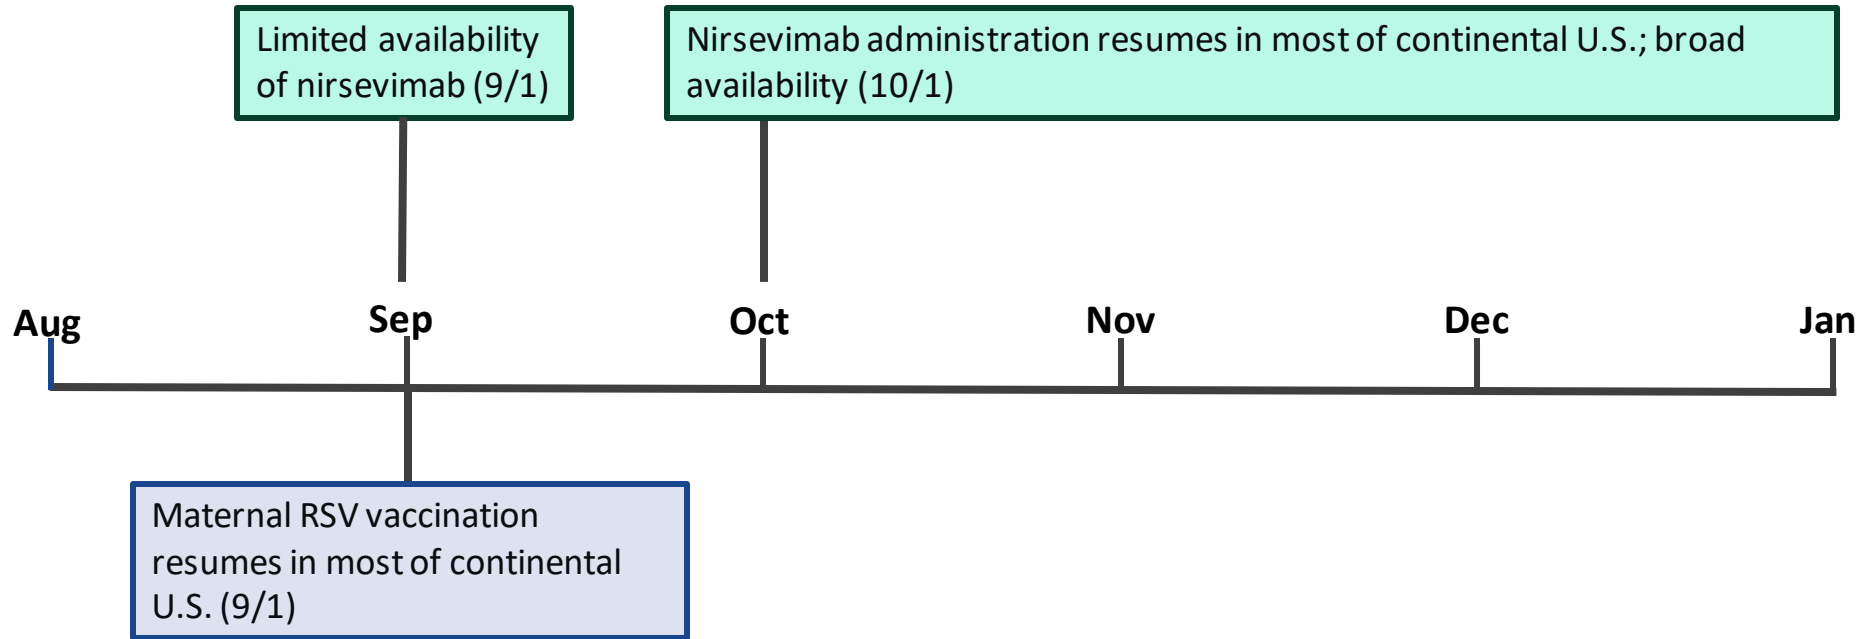 Limited availability
of nirsevimab (9/1)
Nirsevimab administration resumes in most of continental U.S.; broad
availability (10/1)
Aug
Sep
Oct
Nov
Dec
Jan
Maternal RSV vaccination
resumes in most of continental
U.S. (9/1)